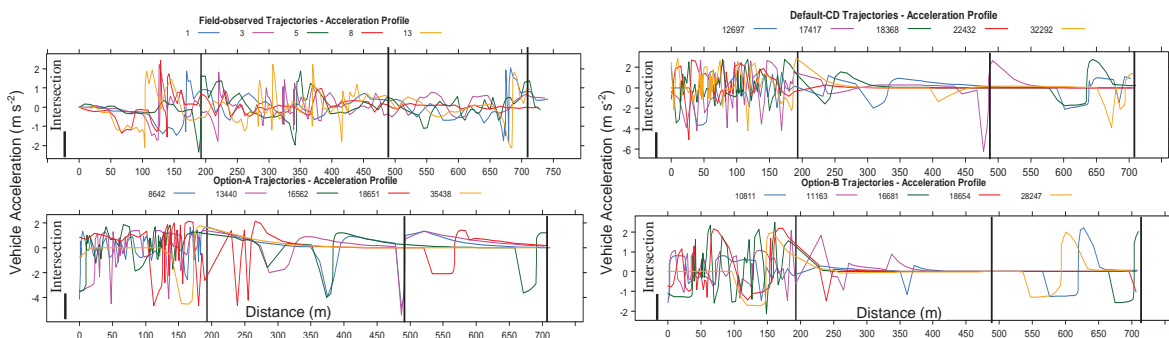 Field-observed Trajectories - Acceleration Profile
1 3 5 8 13
2
1
0
-1
-2
Intersection
0 50 100 150 200 250 300 350 400 450 500 550 600 650 700 750
Option-A Trajectories - Acceleration Profile
8642 13440 16562 18651 35438
2
0
-2
-4
Intersection
0 50 100 150 200 250 300 350 400 450 500 550 600 650 700
Distance (m)
Vehicle Acceleration (m s⁻²)
Default-CD Trajectories - Acceleration Profile
12697 17417 18368 22432 32292
2
0
-2
-4
-6
Intersection
0 50 100 150 200 250 300 350 400 450 500 550 600 650 700
Option-B Trajectories - Acceleration Profile
10811 11163 16681 18654 28247
2
1
0
-1
-2
Intersection
0 50 100 150 200 250 300 350 400 450 500 550 600 650 700
Distance (m)
Vehicle Acceleration (m s⁻²)